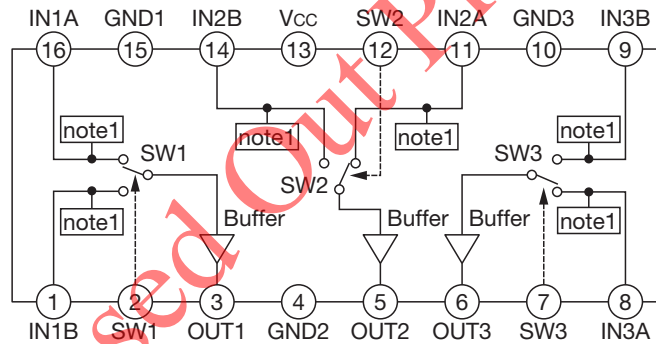 IN1A GND1 IN2B VCC SW2 IN2A GND3 IN3B
16 15 14 13 12 11 10 9
note1 note1 note1 note1
SW1 SW2 SW3
note1 note1
Buffer Buffer Buffer
1 2 3 4 5 6 7 8
IN1B SW1 OUT1 GND2 OUT2 OUT3 SW3 IN3A